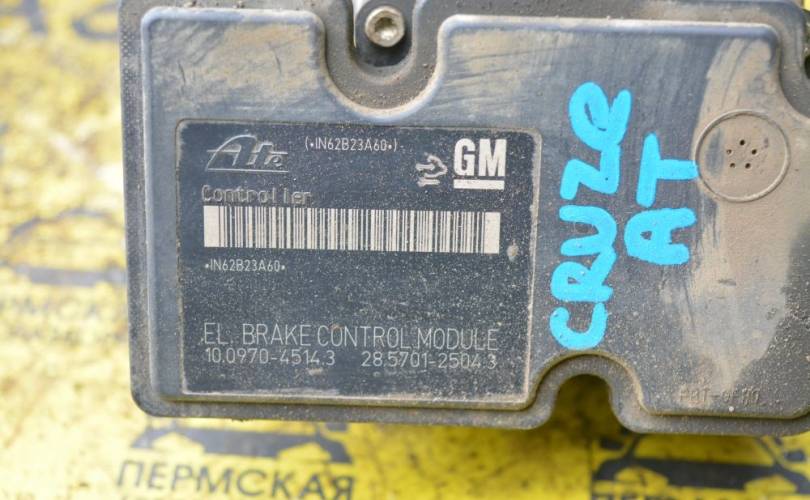 Ate
(•IN62B23A60•)
GM
Controller
•IN62B23A60•
EL. BRAKE CONTROL MODULE
10.0970-4514.3 28.5701-2504.3
CRUZE
AT
ПЕРМСКАЯ